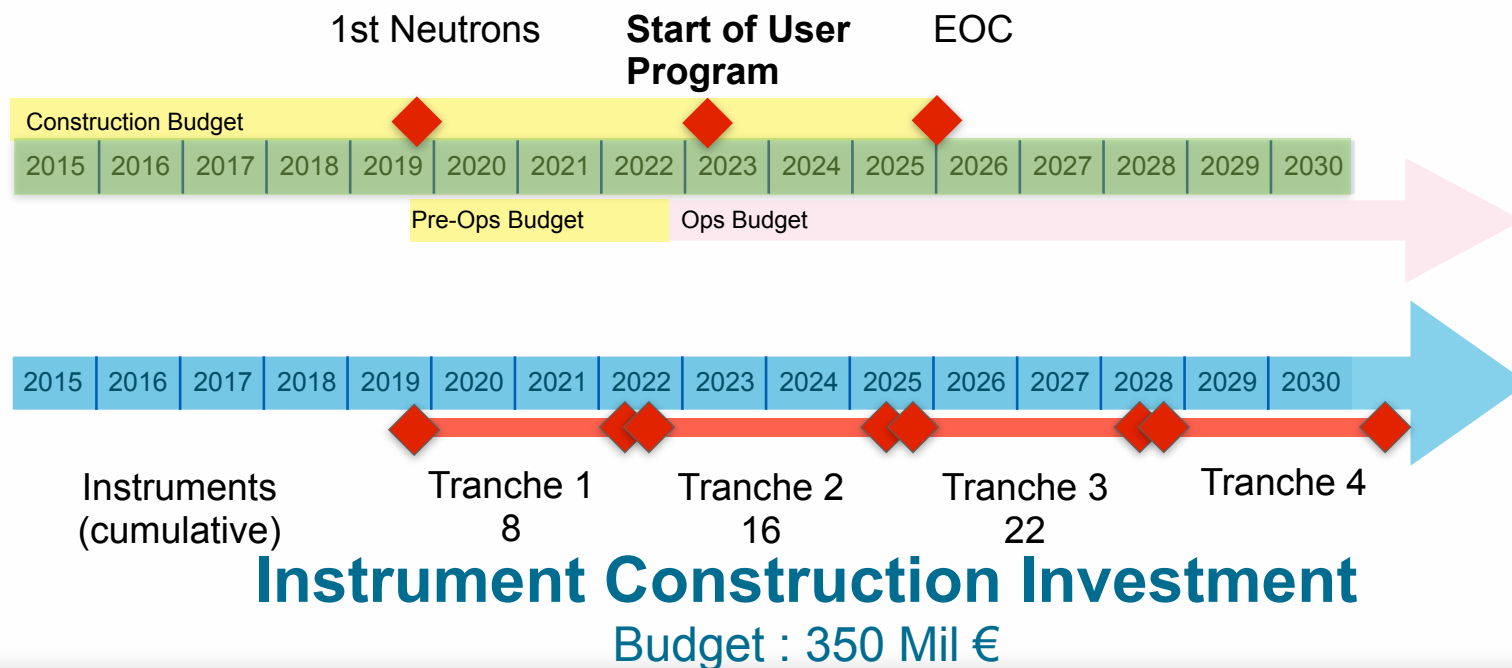 1st Neutrons
Start of User
Program
EOC
Construction Budget
2015 2016 2017 2018 2019 2020 2021 2022 2023 2024 2025 2026 2027 2028 2029 2030
Pre-Ops Budget
Ops Budget
2015 2016 2017 2018 2019 2020 2021 2022 2023 2024 2025 2026 2027 2028 2029 2030
Instruments
(cumulative)
Tranche 1
8
Tranche 2
16
Tranche 3
22
Tranche 4
Instrument Construction Investment
Budget : 350 Mil €